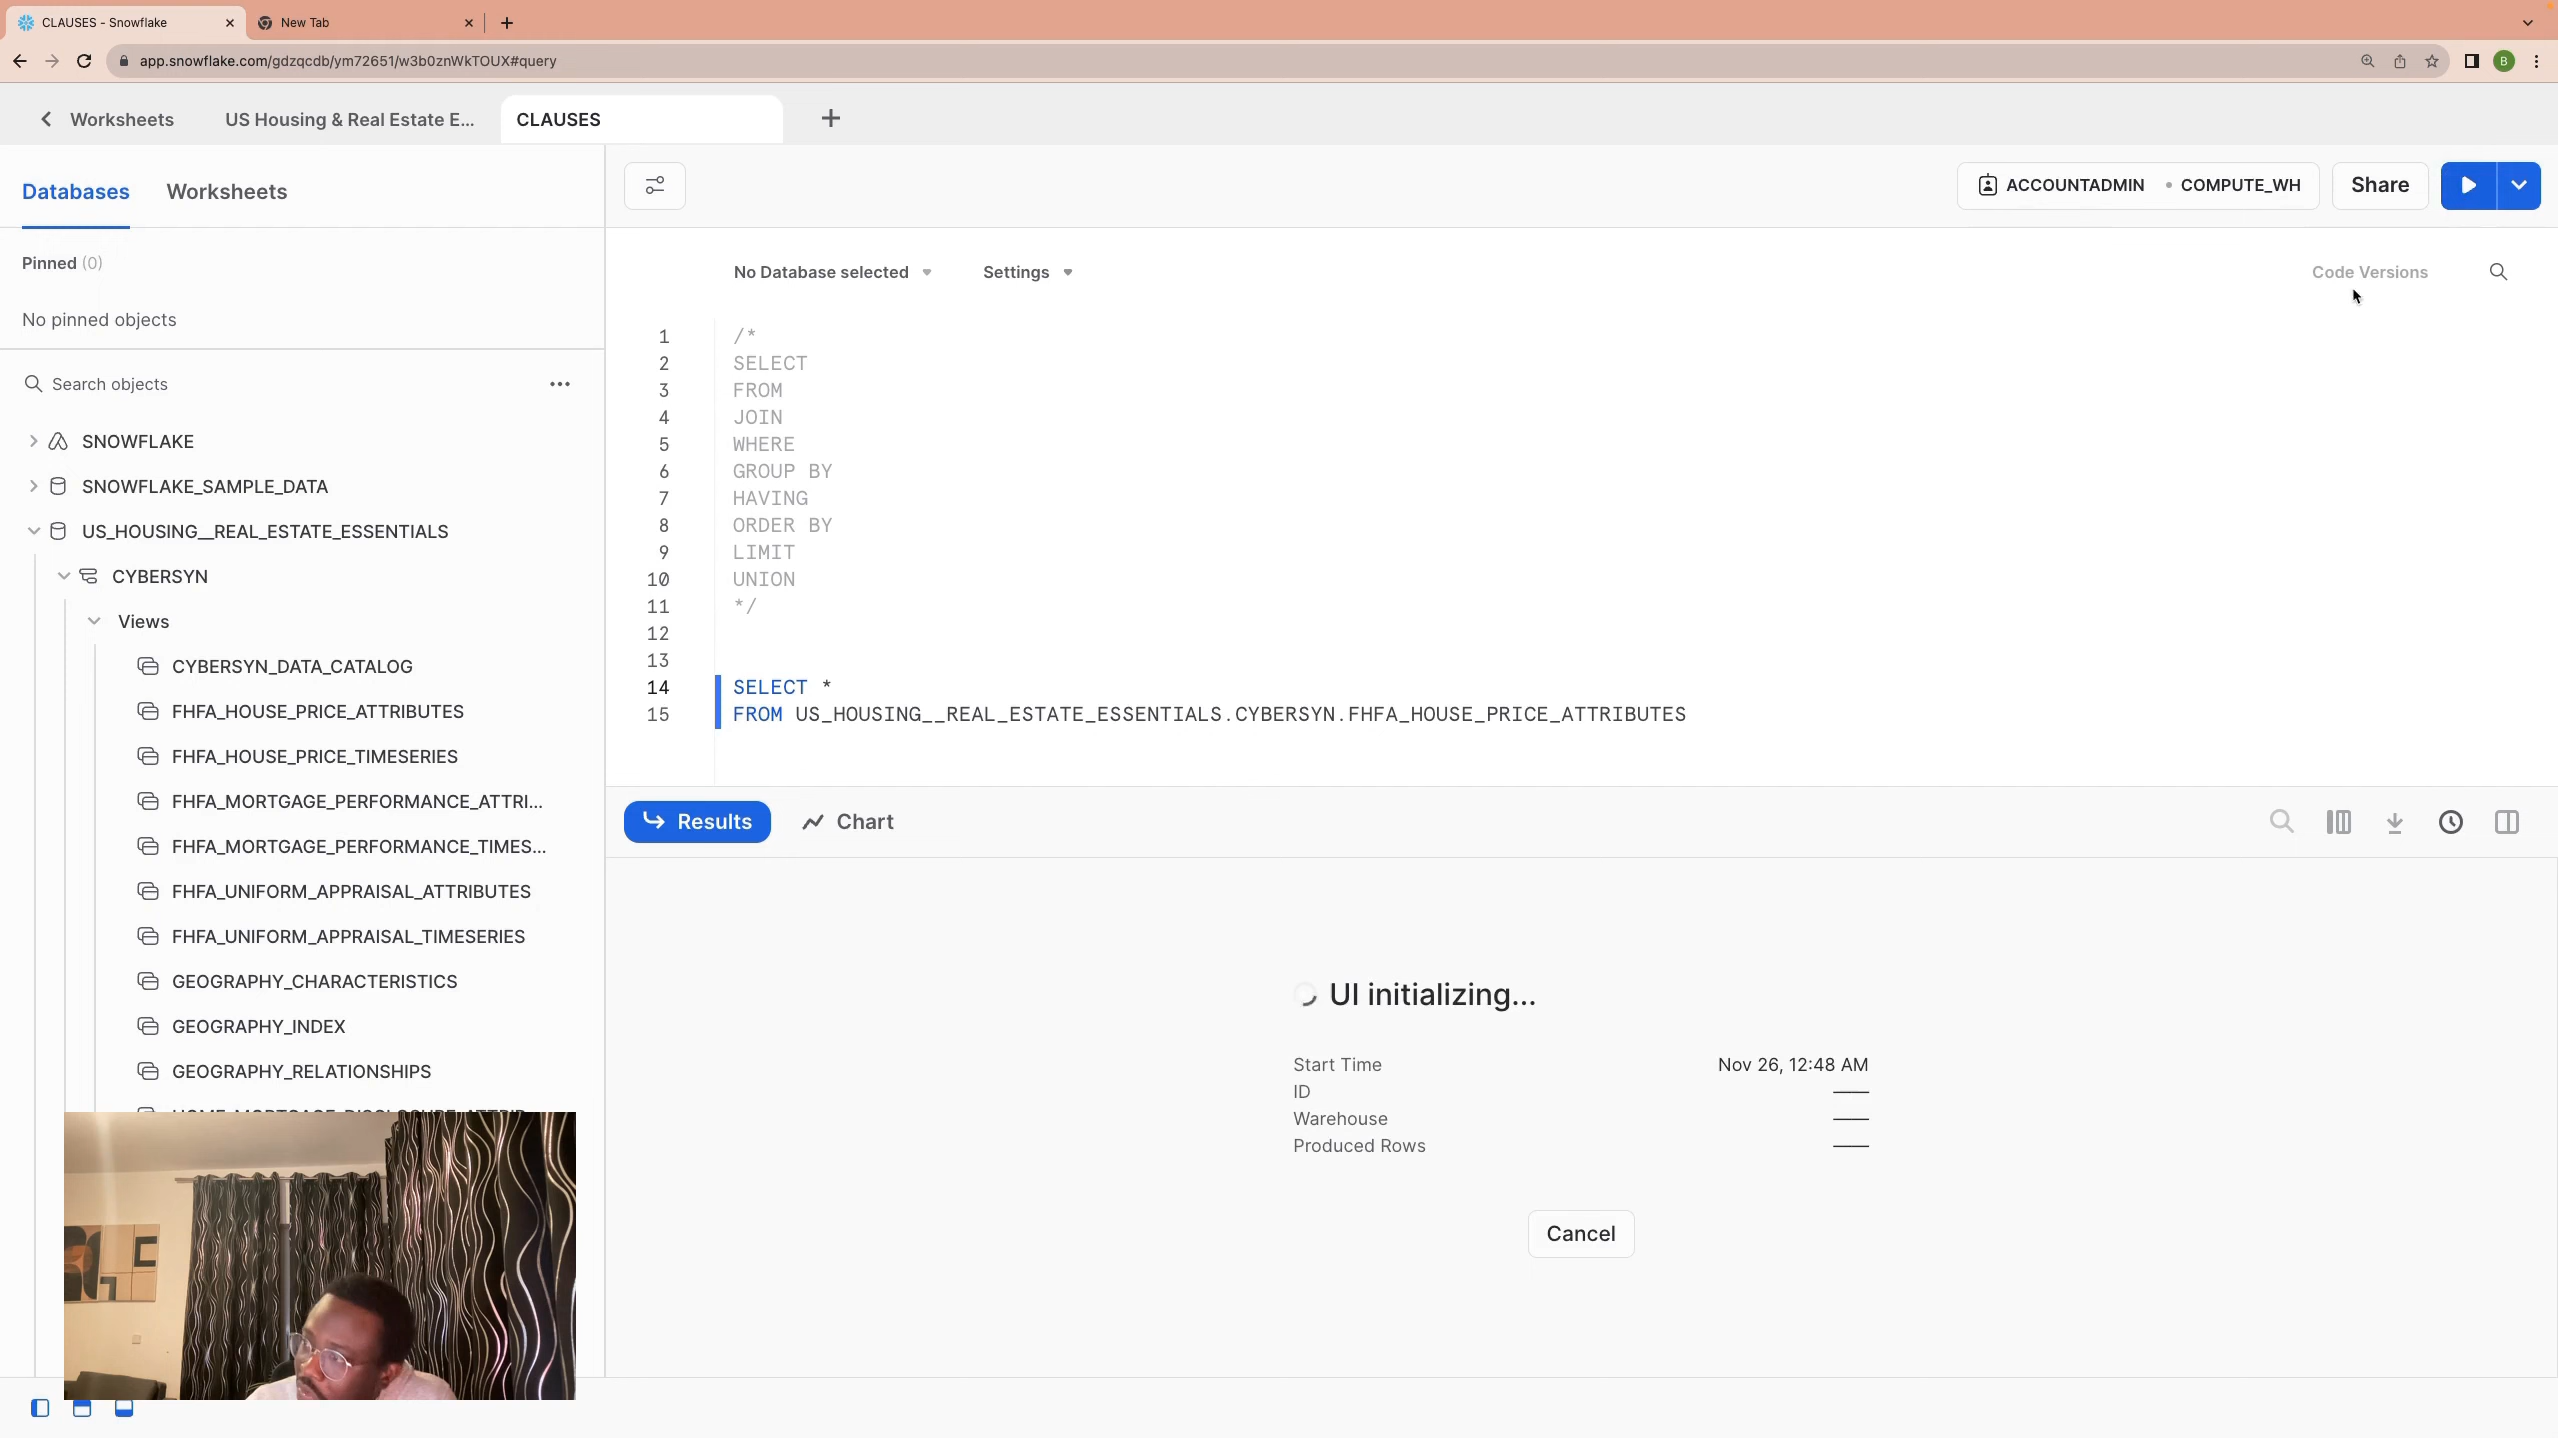 CLAUSES - Snowflake
New Tab
app.snowflake.com/gdzqcdb/ym72651/w3b0znWkTOUX#query
B
Worksheets
US Housing & Real Estate E...
CLAUSES
Databases
Worksheets
ACCOUNTADMIN
COMPUTE_WH
Share
Pinned (0)
No pinned objects
No Database selected
Settings
Code Versions
Search objects
SNOWFLAKE
SNOWFLAKE_SAMPLE_DATA
US_HOUSING__REAL_ESTATE_ESSENTIALS
CYBERSYN
Views
CYBERSYN_DATA_CATALOG
FHFA_HOUSE_PRICE_ATTRIBUTES
FHFA_HOUSE_PRICE_TIMESERIES
FHFA_MORTGAGE_PERFORMANCE_ATTRI...
FHFA_MORTGAGE_PERFORMANCE_TIMES...
FHFA_UNIFORM_APPRAISAL_ATTRIBUTES
FHFA_UNIFORM_APPRAISAL_TIMESERIES
GEOGRAPHY_CHARACTERISTICS
GEOGRAPHY_INDEX
GEOGRAPHY_RELATIONSHIPS
1 /*
2 SELECT
3 FROM
4 JOIN
5 WHERE
6 GROUP BY
7 HAVING
8 ORDER BY
9 LIMIT
10 UNION
11 */
12
13
14 SELECT *
15 FROM US_HOUSING__REAL_ESTATE_ESSENTIALS.CYBERSYN.FHFA_HOUSE_PRICE_ATTRIBUTES
Results
Chart
UI initializing...
Start Time Nov 26, 12:48 AM
ID
Warehouse
Produced Rows
Cancel